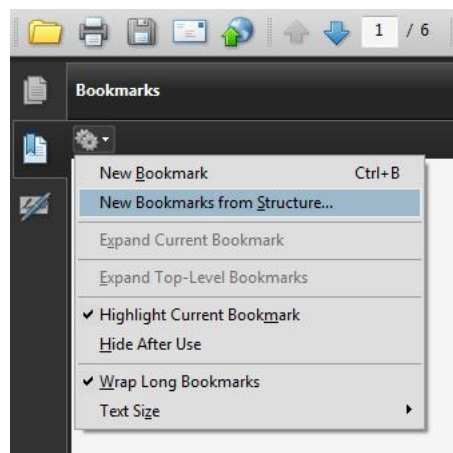 1 / 6
Bookmarks
New Bookmark Ctrl+B
New Bookmarks from Structure...
Expand Current Bookmark
Expand Top-Level Bookmarks
✔ Highlight Current Bookmark
Hide After Use
✔ Wrap Long Bookmarks
Text Size